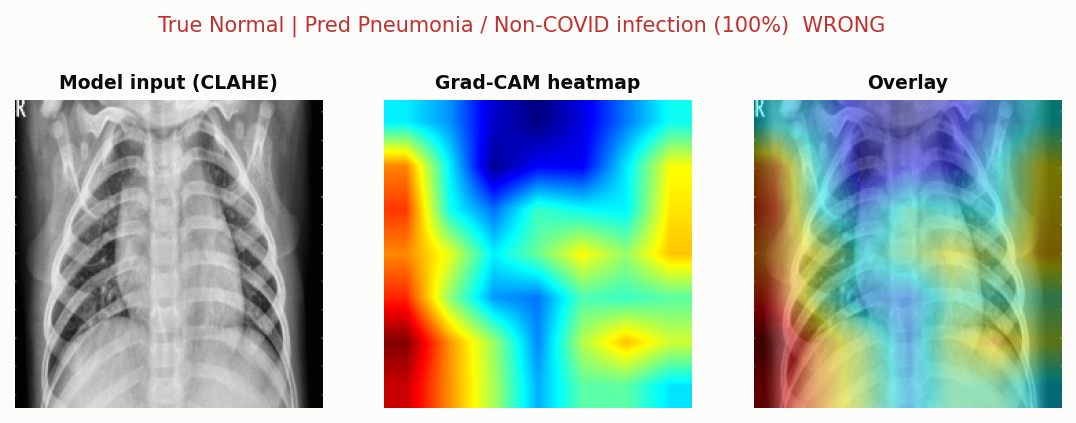 True Normal | Pred Pneumonia / Non-COVID infection (100%)  WRONG
Model input (CLAHE)
Grad-CAM heatmap
Overlay
R
R